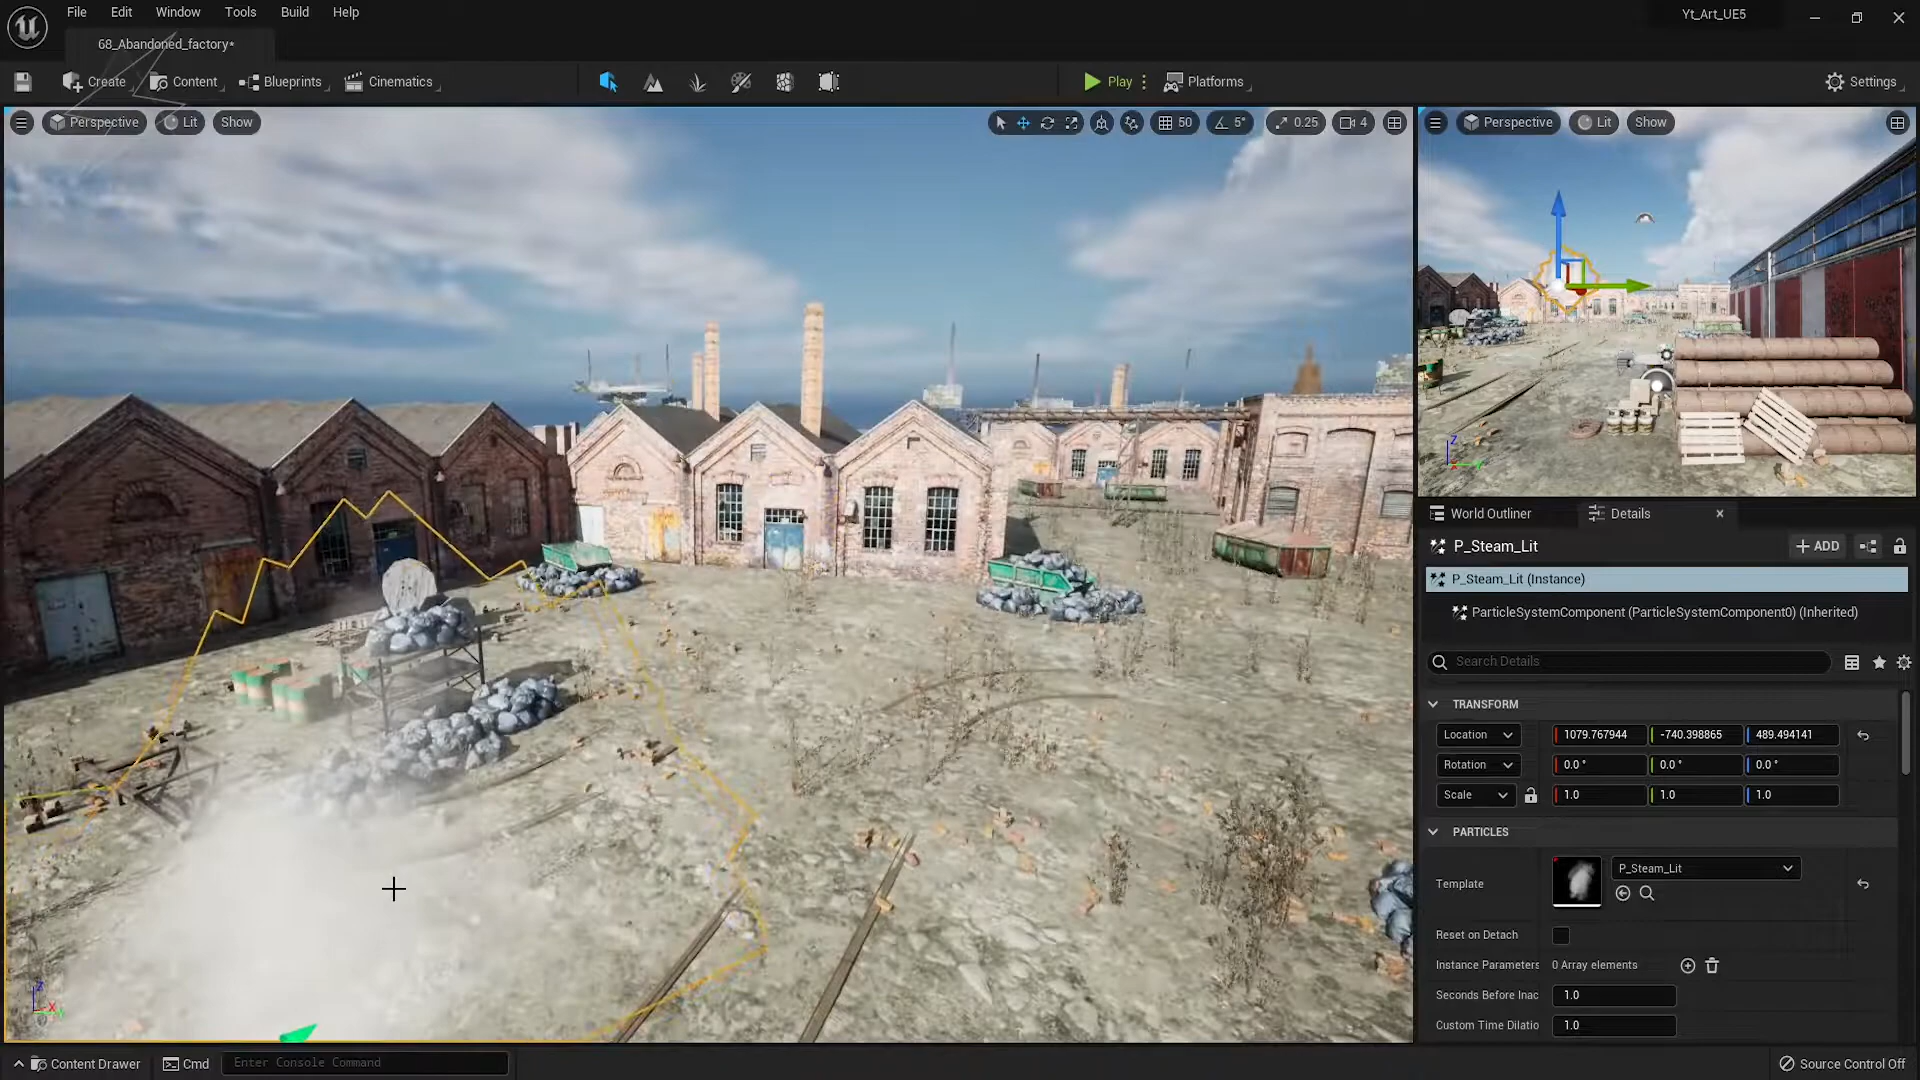 File Edit Window Tools Build Help
Yt_Art_UE5
68_Abandoned_factory*
Create Content Blueprints Cinematics
Play Platforms
Settings
Perspective Lit Show
50 5° 0.25 4
Perspective Lit Show
World Outliner
Details
P_Steam_Lit
ADD
P_Steam_Lit (Instance)
ParticleSystemComponent (ParticleSystemComponent0) (Inherited)
Search Details
TRANSFORM
Location 1079.767944 -740.398865 489.494141
Rotation 0.0 ° 0.0 ° 0.0 °
Scale 1.0 1.0 1.0
PARTICLES
Template P_Steam_Lit
Reset on Detach
Instance Parameters 0 Array elements
Seconds Before Inac 1.0
Custom Time Dilatio 1.0
Content Drawer Cmd Enter Console Command
Source Control Off